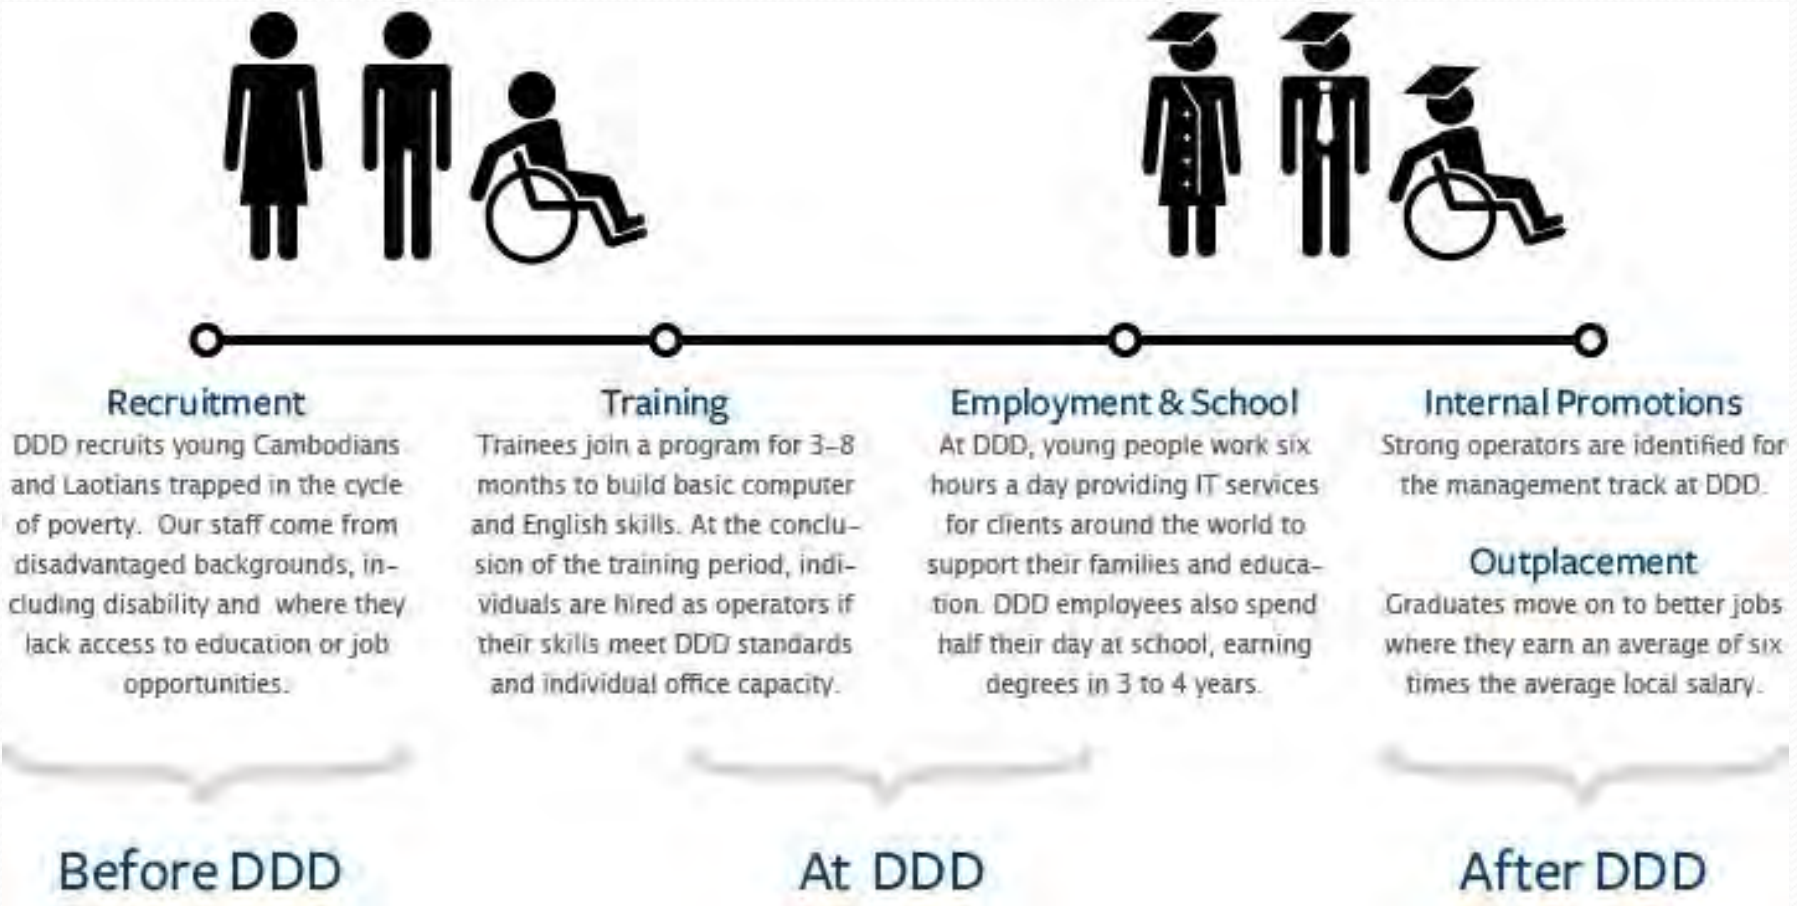 Recruitment
DDD recruits young Cambodians
and Laotians trapped in the cycle
of poverty. Our staff come from
disadvantaged backgrounds, in-
cluding disability and where they
lack access to education or job
opportunities.
Training
Trainees join a program for 3-8
months to build basic computer
and English skills. At the conclu-
sion of the training period, indi-
viduals are hired as operators if
their skills meet DDD standards
and individual office capacity.
Employment & School
At DDD, young people work six
hours a day providing IT services
for clients around the world to
support their families and educa-
tion. DDD employees also spend
half their day at school, earning
degrees in 3 to 4 years.
Internal Promotions
Strong operators are identified for
the management track at DDD.
Outplacement
Graduates move on to better jobs
where they earn an average of six
times the average local salary.
Before DDD
At DDD
After DDD